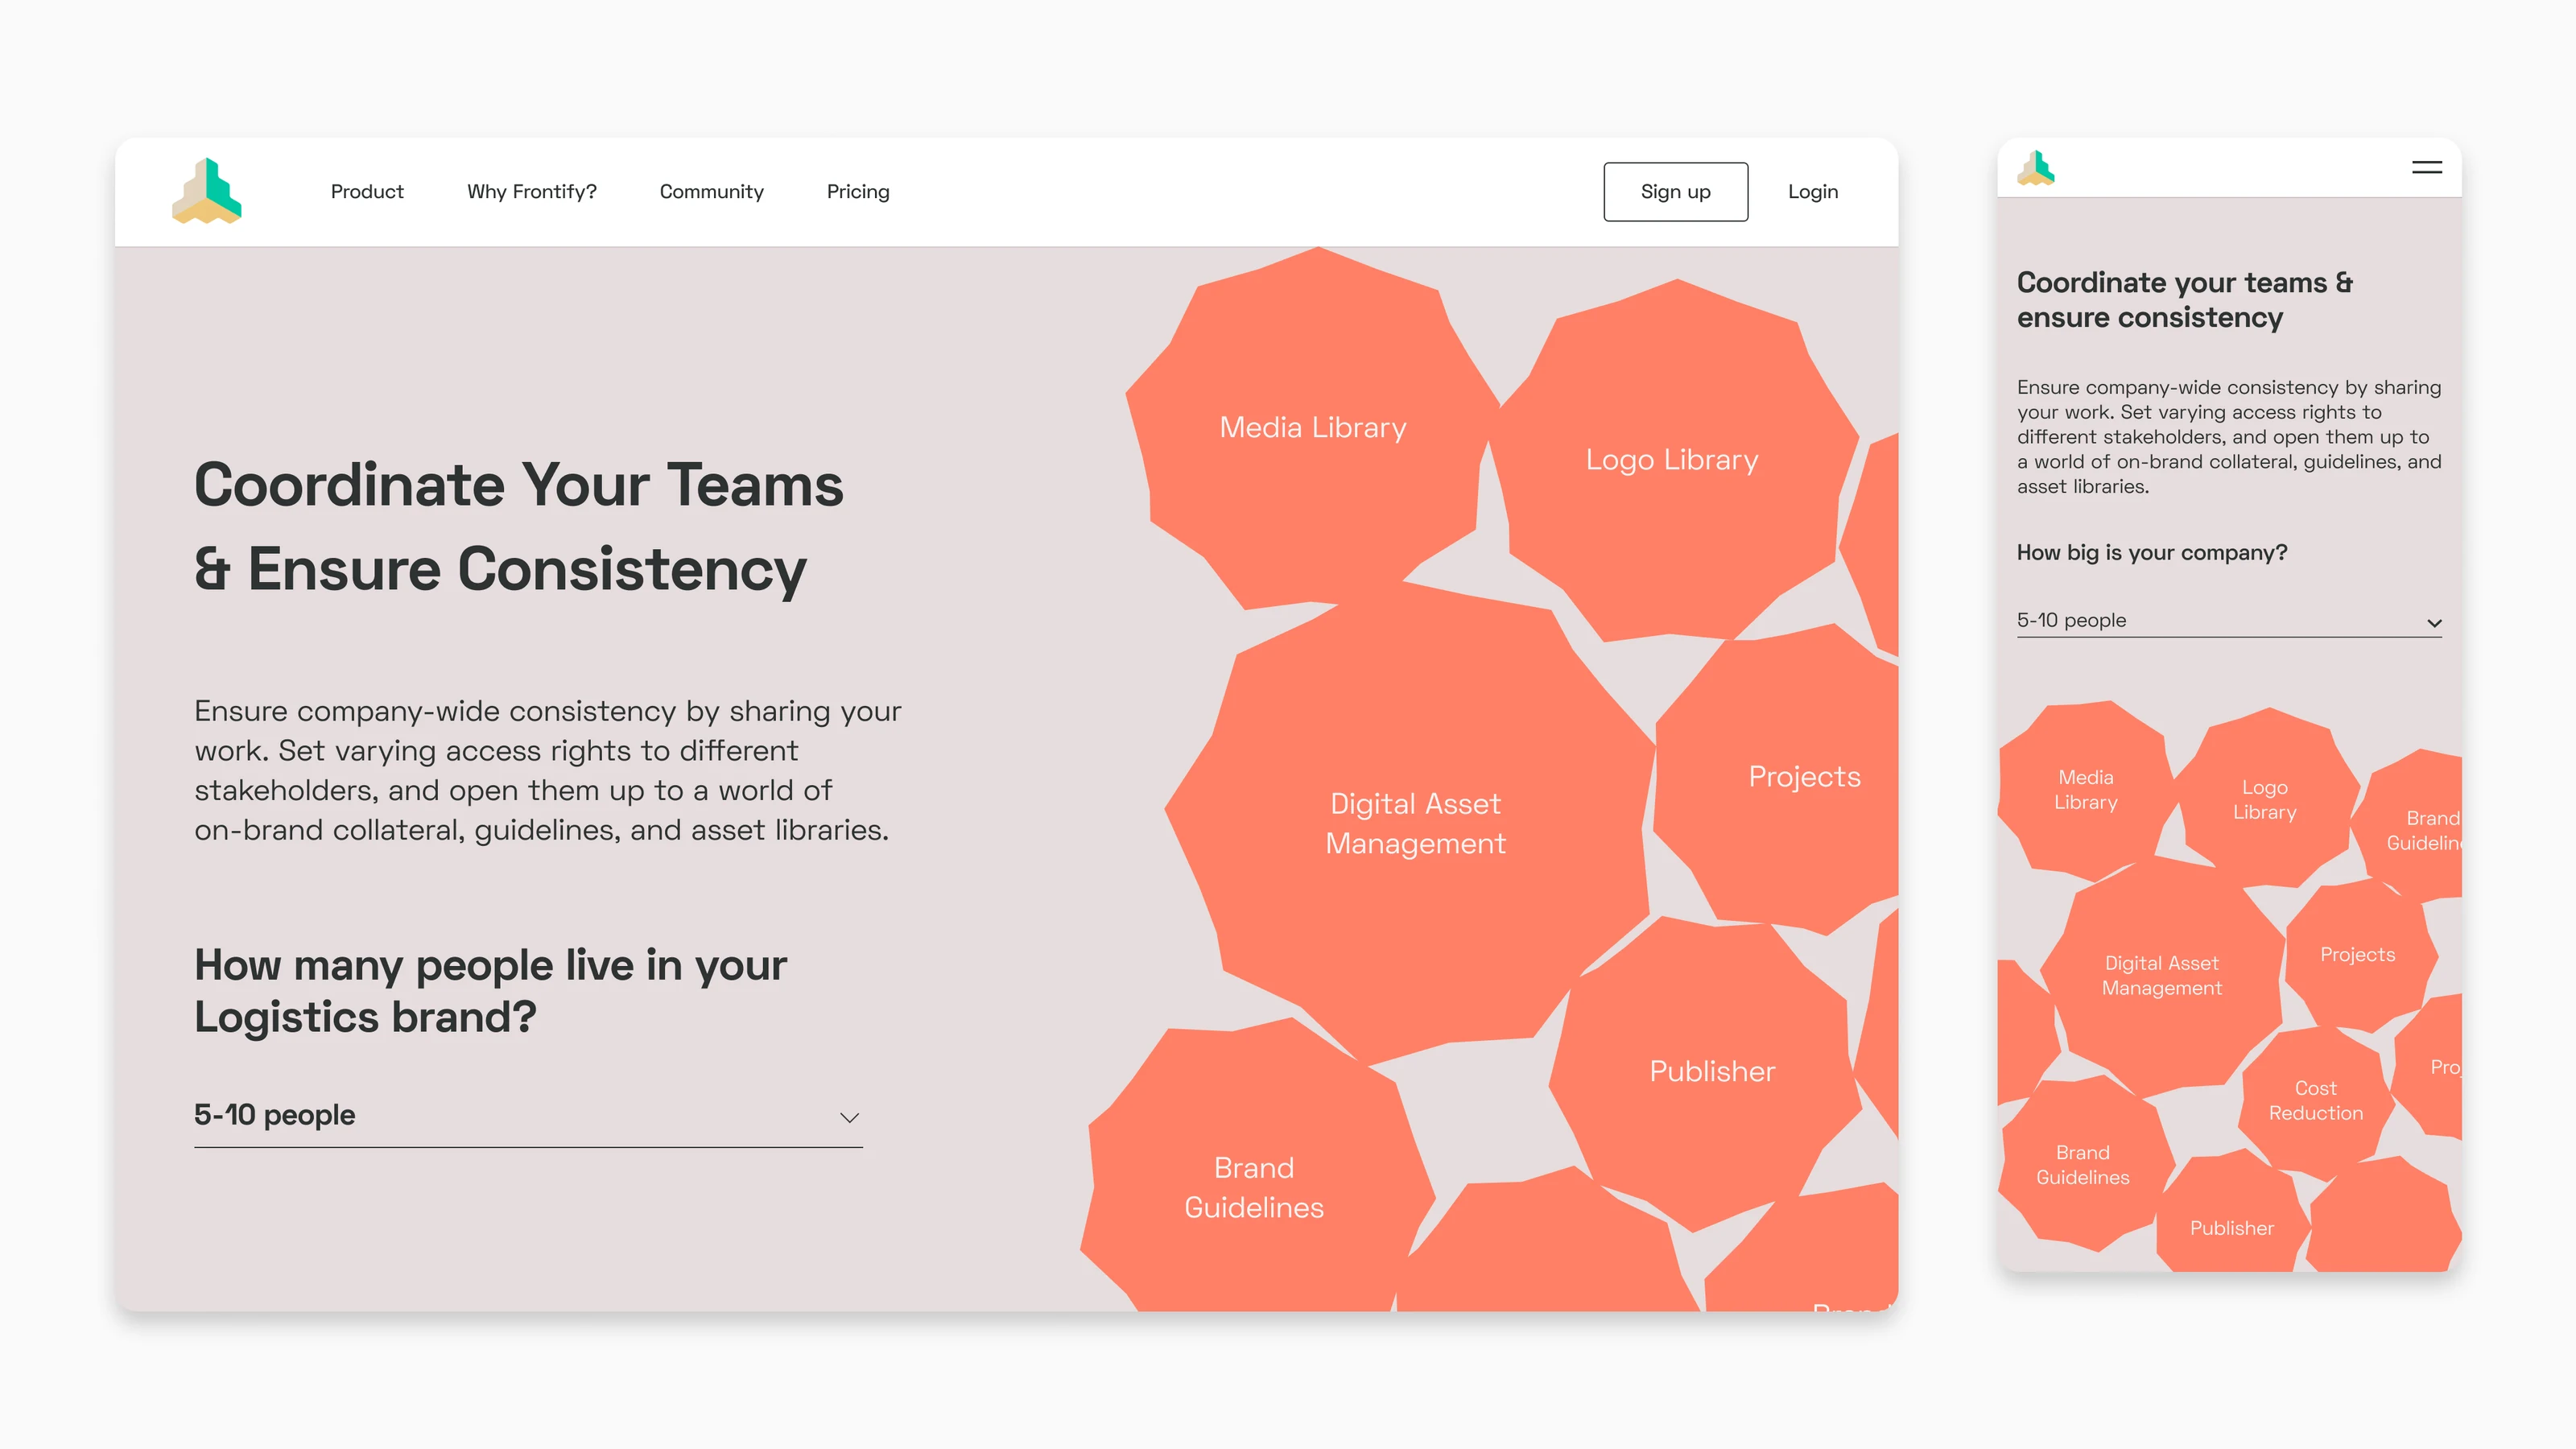 Product
Why Frontify?
Community
Pricing
Sign up
Login
Coordinate Your Teams
& Ensure Consistency
Ensure company-wide consistency by sharing your
work. Set varying access rights to different
stakeholders, and open them up to a world of
on-brand collateral, guidelines, and asset libraries.
How many people live in your
Logistics brand?
5-10 people
Media Library
Logo Library
Digital Asset
Management
Projects
Publisher
Brand
Guidelines
Coordinate your teams &
ensure consistency
Ensure company-wide consistency by sharing
your work. Set varying access rights to
different stakeholders, and open them up to
a world of on-brand collateral, guidelines, and
asset libraries.
How big is your company?
5-10 people
Media
Library
Logo
Library
Brand
Digital Asset
Management
Projects
Cost
Reduction
Brand
Guidelines
Publisher